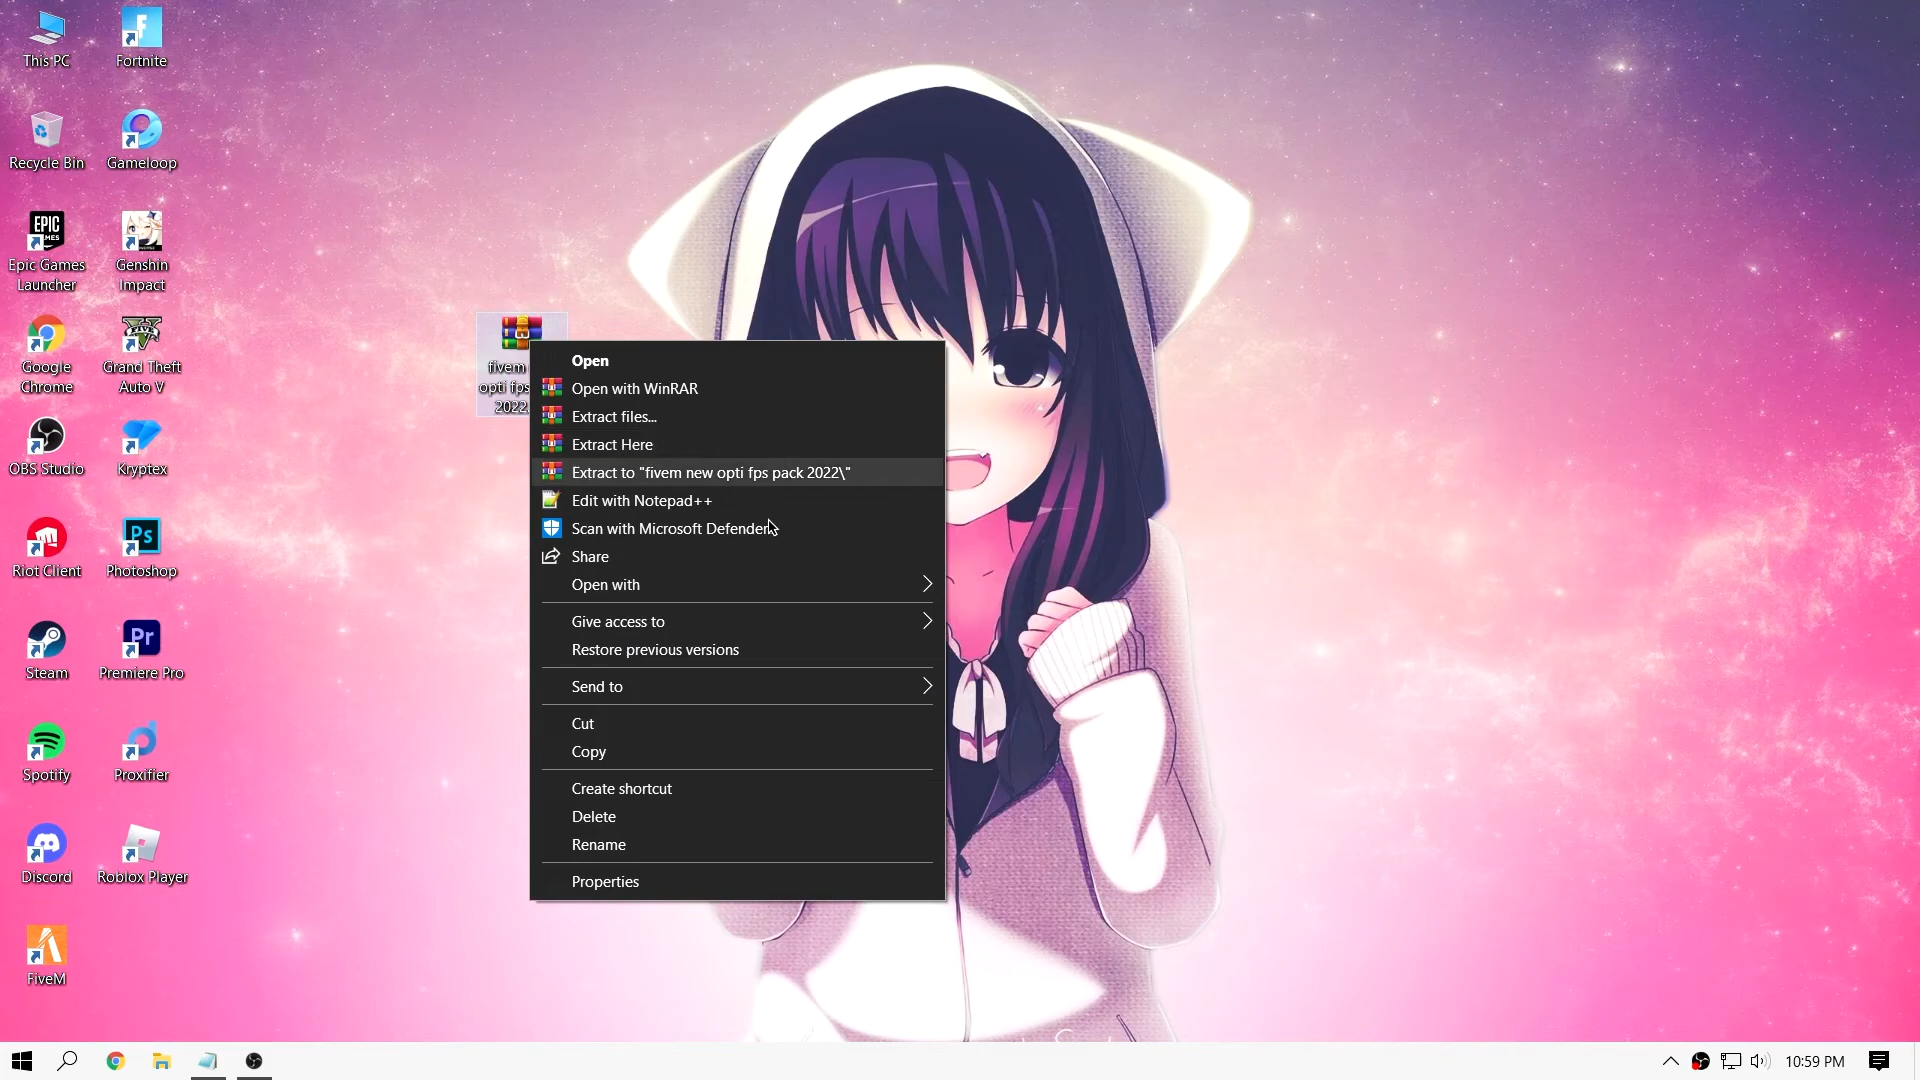 This PC
Fortnite
Recycle Bin
Gameloop
EPIC
Epic Games
Launcher
Genshin
Impact
Google
Chrome
FIVE
Grand Theft
Auto V
OBS Studio
Kryptex
Riot Client
Ps
Photoshop
Steam
Pr
Premiere Pro
Spotify
Proxifier
Discord
Roblox Player
FiveM
fivem
opti fps
2022.
Open
Open with WinRAR
Extract files...
Extract Here
Extract to "fivem new opti fps pack 2022\"
Edit with Notepad++
Scan with Microsoft Defender
Share
Open with
Give access to
Restore previous versions
Send to
Cut
Copy
Create shortcut
Delete
Rename
Properties
10:59 PM